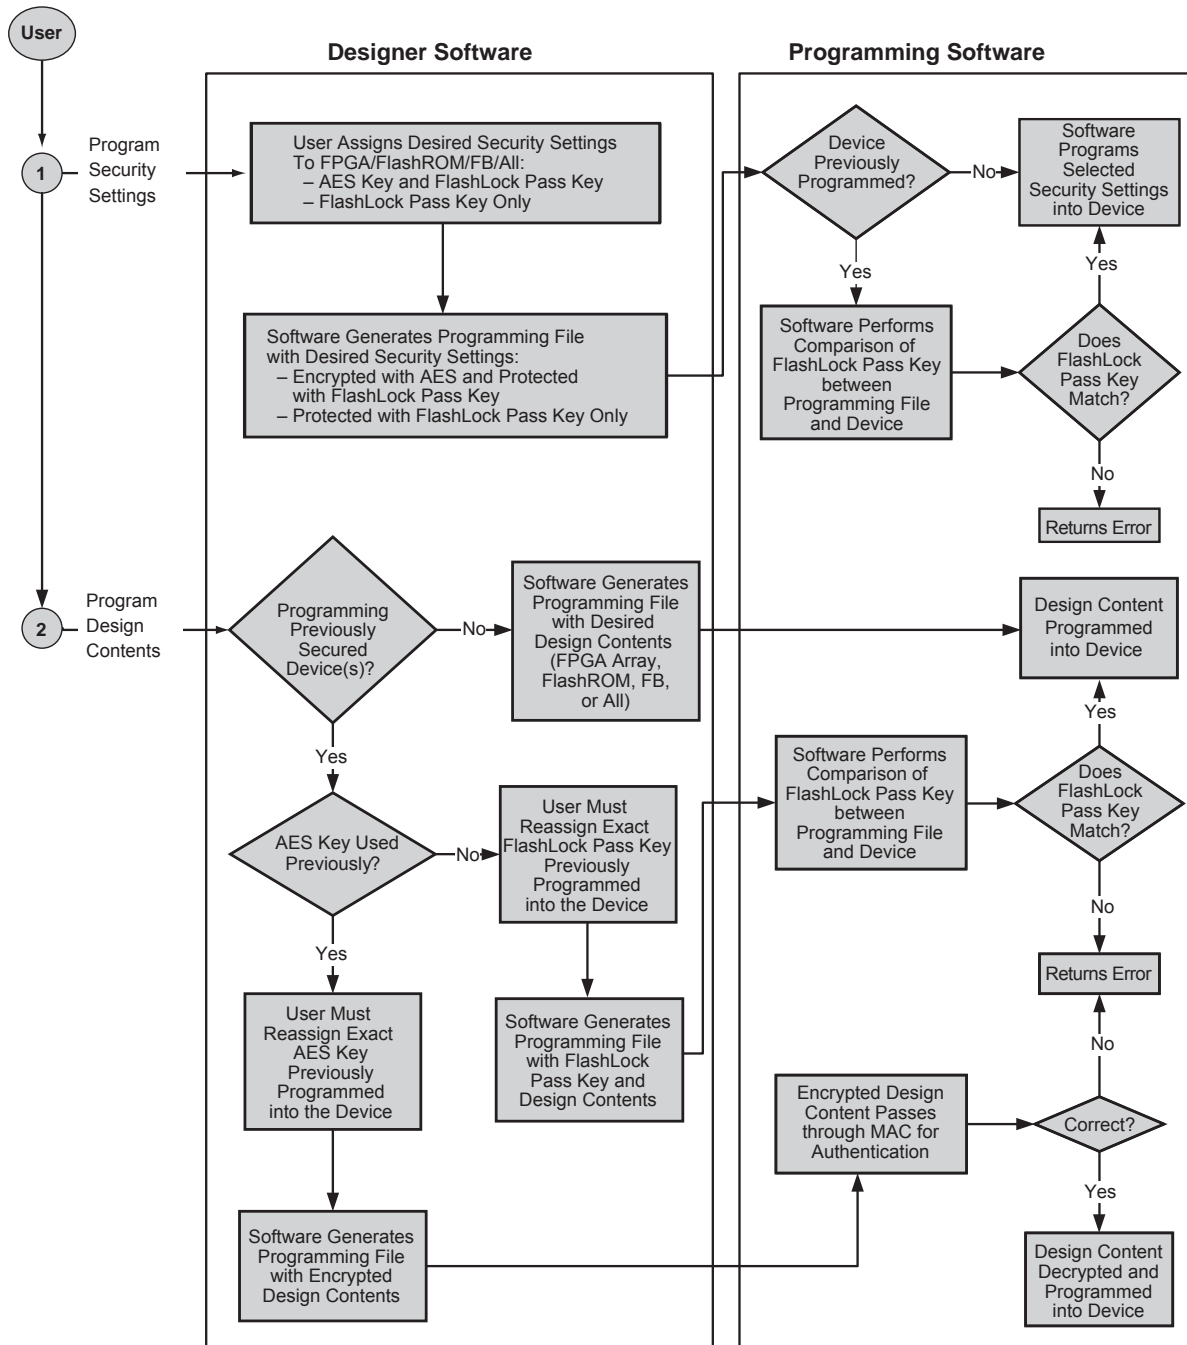 User
Designer Software
Programming Software
1
Program
Security
Settings
User Assigns Desired Security Settings
To FPGA/FlashROM/FB/All:
– AES Key and FlashLock Pass Key
– FlashLock Pass Key Only
Software Generates Programming File
with Desired Security Settings:
– Encrypted with AES and Protected
with FlashLock Pass Key
– Protected with FlashLock Pass Key Only
Device
Previously
Programmed?
No
Software
Programs
Selected
Security Settings
into Device
Yes
Yes
Software Performs
Comparison of
FlashLock Pass Key
between
Programming File
and Device
Does
FlashLock
Pass Key
Match?
No
Returns Error
2
Program
Design
Contents
Programming
Previously
Secured
Device(s)?
No
Software Generates
Programming File
with Desired
Design Contents
(FPGA Array,
FlashROM, FB,
or All)
Design Content
Programmed
into Device
Yes
Yes
AES Key Used
Previously?
No
User Must
Reassign Exact
FlashLock Pass Key
Previously
Programmed
into the Device
Software Performs
Comparison of
FlashLock Pass Key
between
Programming File
and Device
Does
FlashLock
Pass Key
Match?
No
Returns Error
Yes
User Must
Reassign Exact
AES Key
Previously
Programmed
into the Device
Software Generates
Programming File
with FlashLock
Pass Key and
Design Contents
No
Encrypted Design
Content Passes
through MAC for
Authentication
Correct?
Yes
Software Generates
Programming File
with Encrypted
Design Contents
Design Content
Decrypted and
Programmed
into Device